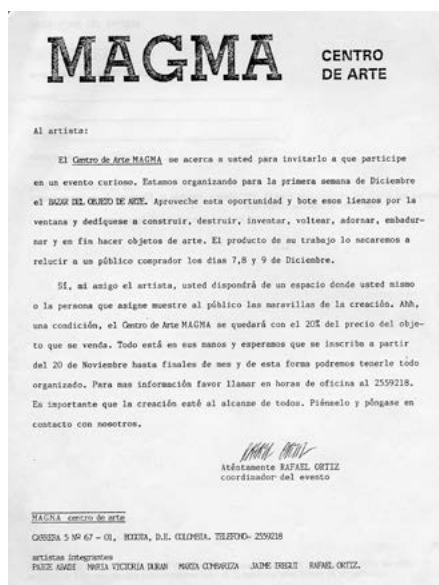 MAGMA CENTRO
DE ARTE
Al artista:
El Centro de Arte MAGMA se acerca a usted para invitarlo a que participe
en un evento curioso. Estamos organizando para la primera semana de Diciembre
el BAZAR DEL OBJETO DE ARTE. Aproveche esta oportunidad y bote esos lienzos por la
ventana y dedíquese a construir, destruir, inventar, voltear, adornar, embadur-
nar y en fin hacer objetos de arte. El producto de su trabajo lo sacaremos a
relucir a un público comprador los dias 7,8 y 9 de Diciembre.
Sí, mi amigo el artista, usted dispondrá de un espacio donde usted mismo
o la persona que asigne muestre al público las maravillas de la creación. Ahh,
una condición, el Centro de Arte MAGMA se quedará con el 20% del precio del obje-
to que se venda. Todo está en sus manos y esperamos que se inscriba a partir
del 20 de Noviembre hasta finales de mes y de esta forma podremos tenerle todo
organizado. Para mas información favor llamar en horas de oficina al 2559218.
Es importante que la creación esté al alcance de todos. Piénselo y póngase en
contacto con nosotros.
Aténtamente RAFAEL ORTIZ
coordinador del evento
MAGMA centro de arte
CARRERA 5 Nº 67 - 01, BOGOTA, D.E. COLOMBIA. TELEFONO- 2559218
artistas integrantes
MARIA VICTORIA DURAN MARTA COMBARIZA JAIME IREGUI RAFAEL ORTIZ.